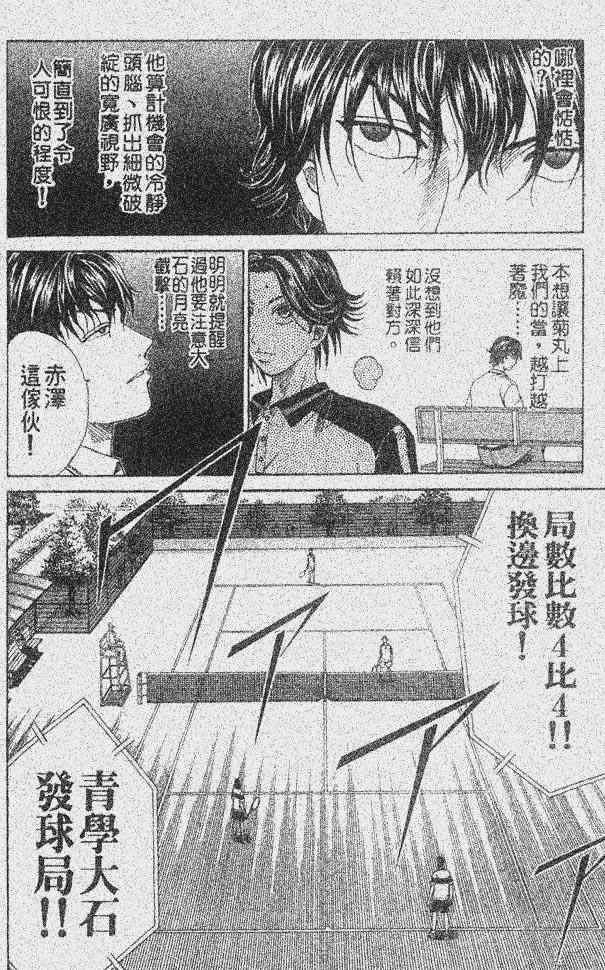 哪裡會惦惦
的？
他算計機會的冷靜
頭腦、抓出細微破
綻的寬廣視野，
簡直到了令
人可恨的程度！
本想讓菊丸上
我們的當，越打越
著魔……
沒想到他們
如此深深信
賴著對方。
明明就提醒
過他要注意大
石的月亮
截擊……
赤澤
這傢伙！
局數比數4比4!!
換邊發球！
青學大石
發球局!!